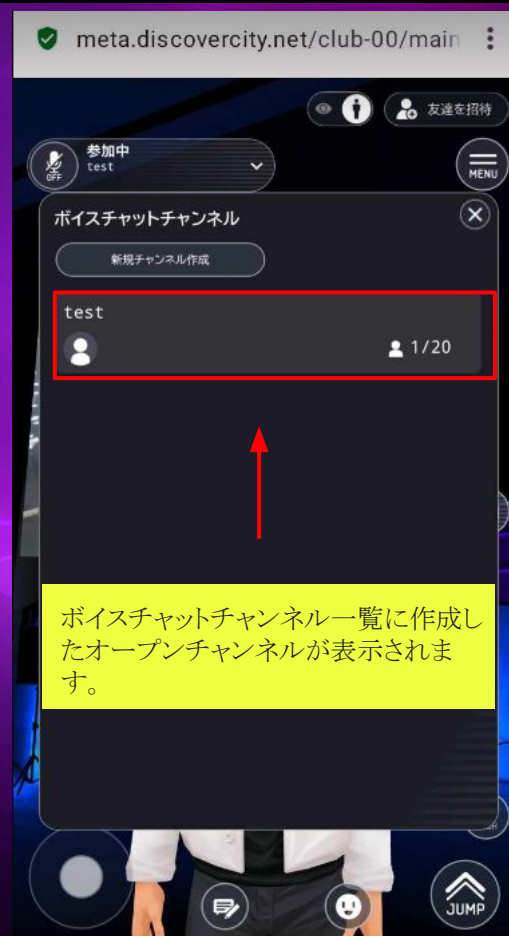 meta.discovercity.net/club-00/main
友達を招待
参加中
test
OFF
MENU
ボイスチャットチャンネル
新規チャンネル作成
test
1/20
ボイスチャットチャンネル一覧に作成し
たオープンチャンネルが表示されま
す。
JUMP